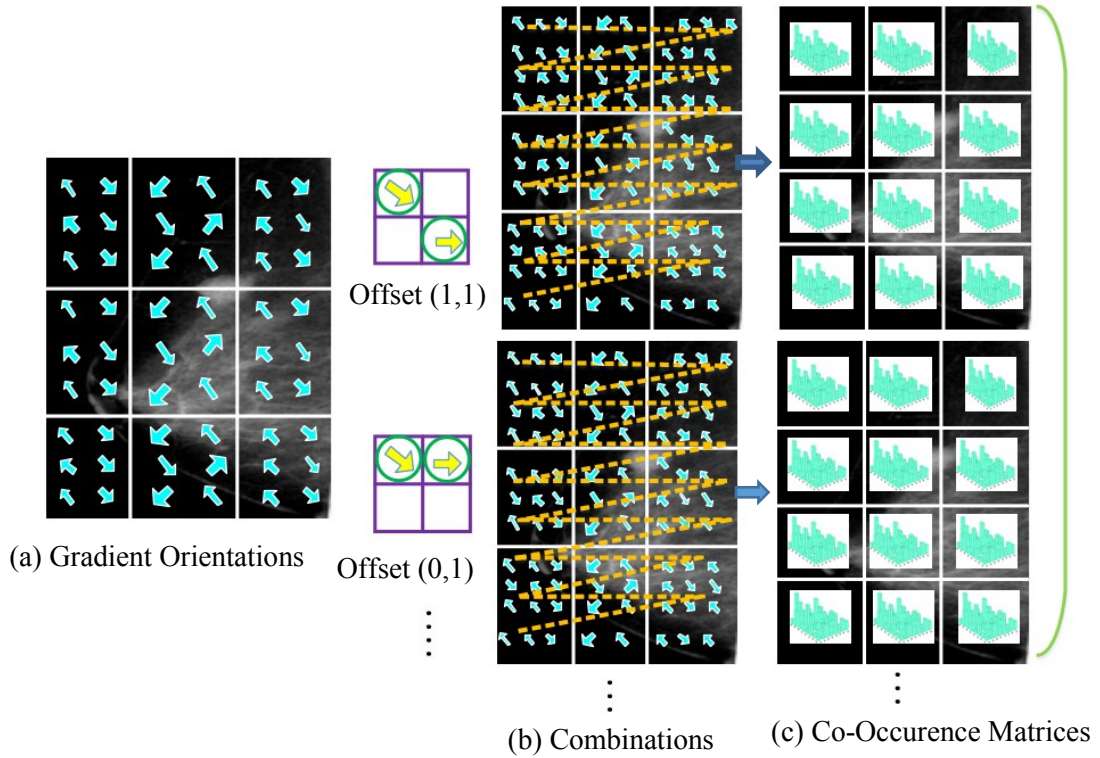 Offset (1,1)
(a) Gradient Orientations
Offset (0,1)
(b) Combinations
(c) Co-Occurence Matrices